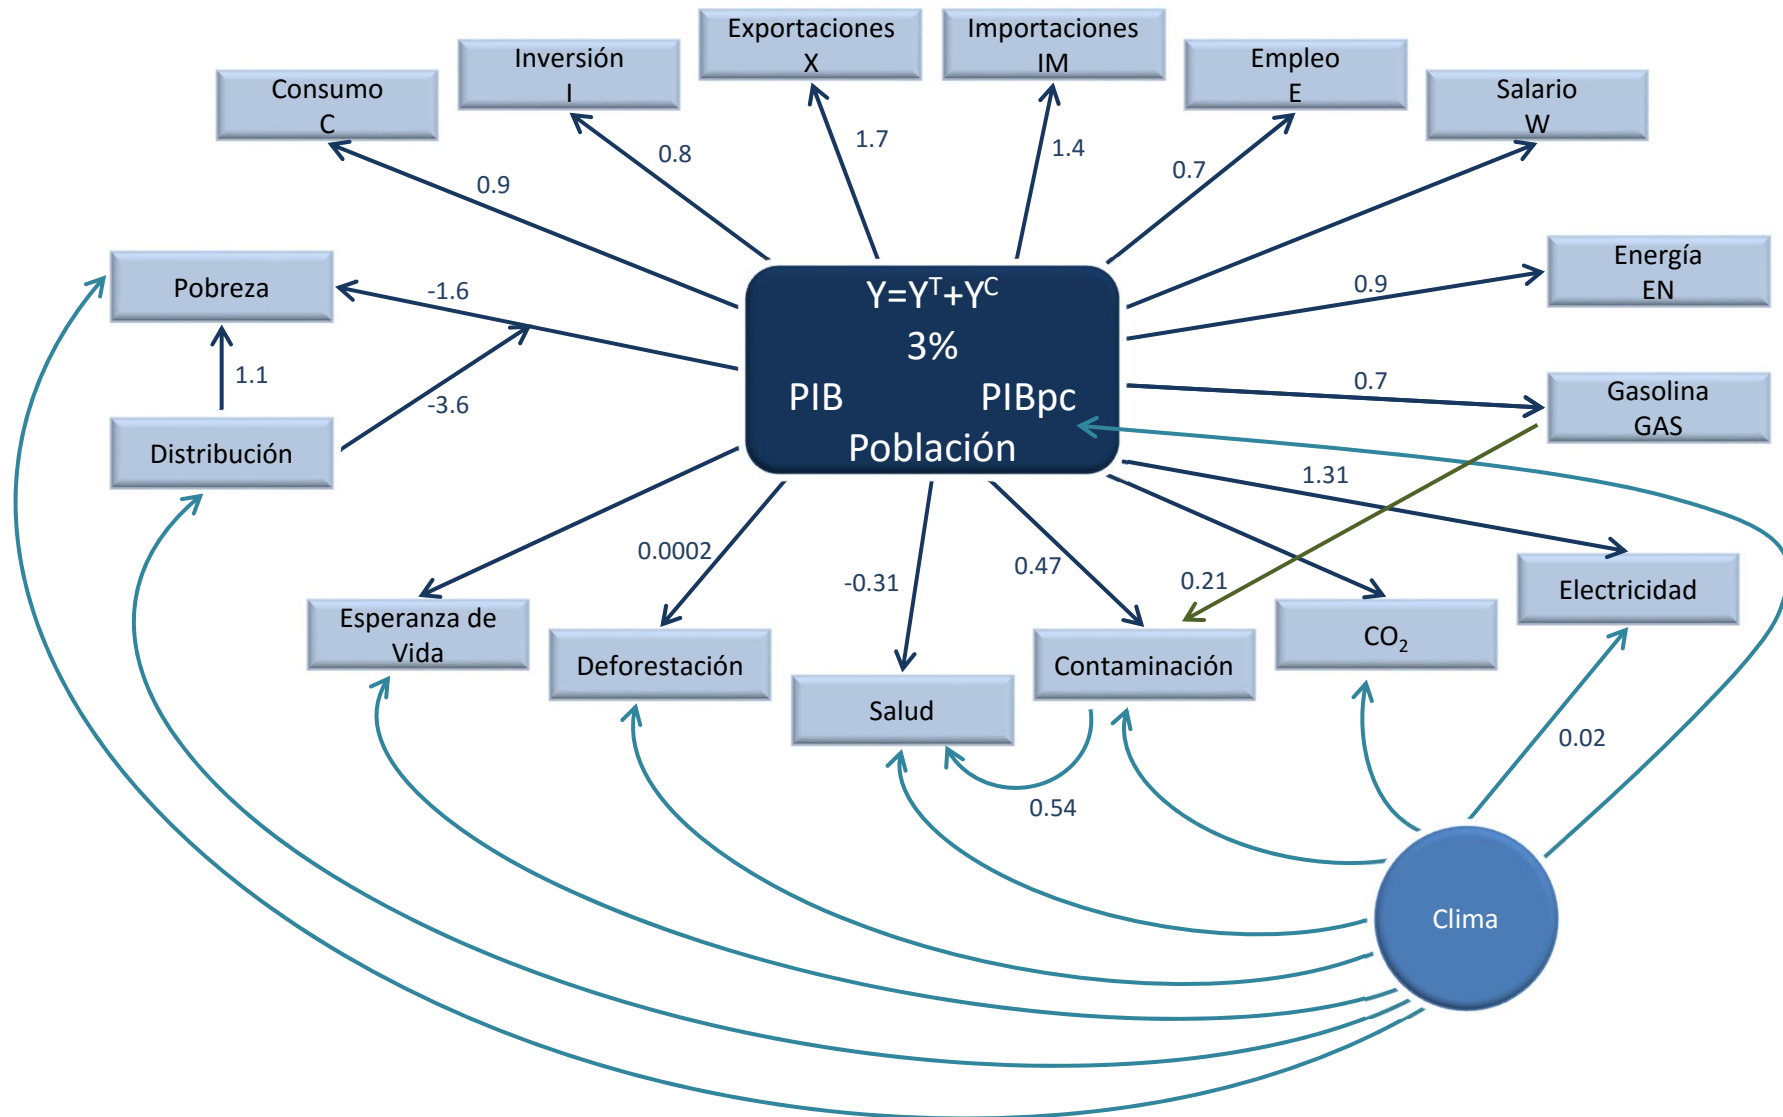 Exportaciones
X
Importaciones
IM
Inversión
I
Empleo
E
Consumo
C
Salario
W
1.7
1.4
0.8
0.7
0.9
Pobreza
-1.6
Y=Y^T+Y^C
3%
PIB PIBpc
Población
Energía
EN
0.9
1.1
-3.6
0.7
Gasolina
GAS
Distribución
1.31
0.0002
-0.31
0.47
0.21
Electricidad
Esperanza de
Vida
Deforestación
Salud
Contaminación
CO₂
0.02
0.54
Clima